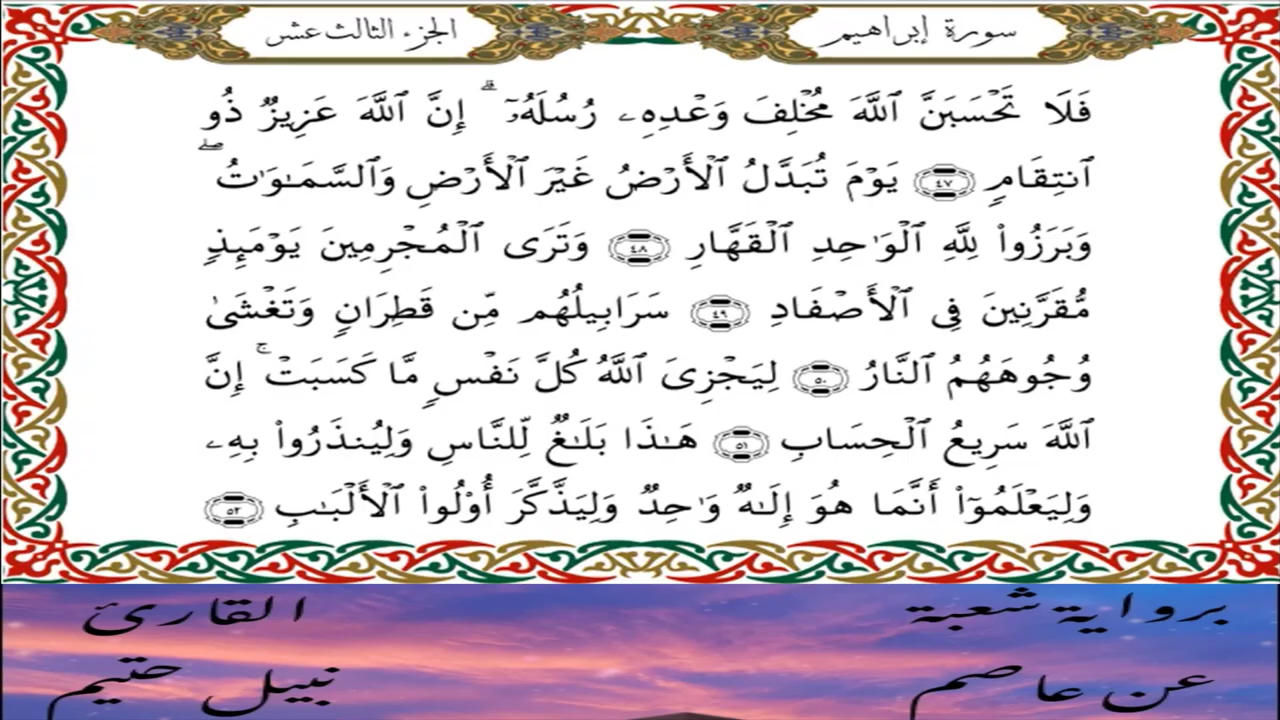 سورة إبراهيم
الجزء الثالث عشر
فَلَا تَحْسَبَنَّ ٱللَّهَ مُخْلِفَ وَعْدِهِۦ رُسُلَهُۥٓ ۗ إِنَّ ٱللَّهَ عَزِيزٌ ذُو
ٱنتِقَامٍ ٤٧ يَوْمَ تُبَدَّلُ ٱلْأَرْضُ غَيْرَ ٱلْأَرْضِ وَٱلسَّمَـٰوَٰتُ ۖ
وَبَرَزُوا۟ لِلَّهِ ٱلْوَٰحِدِ ٱلْقَهَّارِ ٤٨ وَتَرَى ٱلْمُجْرِمِينَ يَوْمَئِذٍ
مُّقَرَّنِينَ فِى ٱلْأَصْفَادِ ٤٩ سَرَابِيلُهُم مِّن قَطِرَانٍ وَتَغْشَىٰ
وُجُوهَهُمُ ٱلنَّارُ ٥٠ لِيَجْزِىَ ٱللَّهُ كُلَّ نَفْسٍ مَّا كَسَبَتْ ۚ إِنَّ
ٱللَّهَ سَرِيعُ ٱلْحِسَابِ ٥١ هَـٰذَا بَلَـٰغٌ لِّلنَّاسِ وَلِيُنذَرُوا۟ بِهِۦ
وَلِيَعْلَمُوٓا۟ أَنَّمَا هُوَ إِلَـٰهٌ وَٰحِدٌ وَلِيَذَّكَّرَ أُو۟لُوا۟ ٱلْأَلْبَـٰبِ ٥٢
برواية شعبة
عن عاصم
القارئ
نبيل حتيم